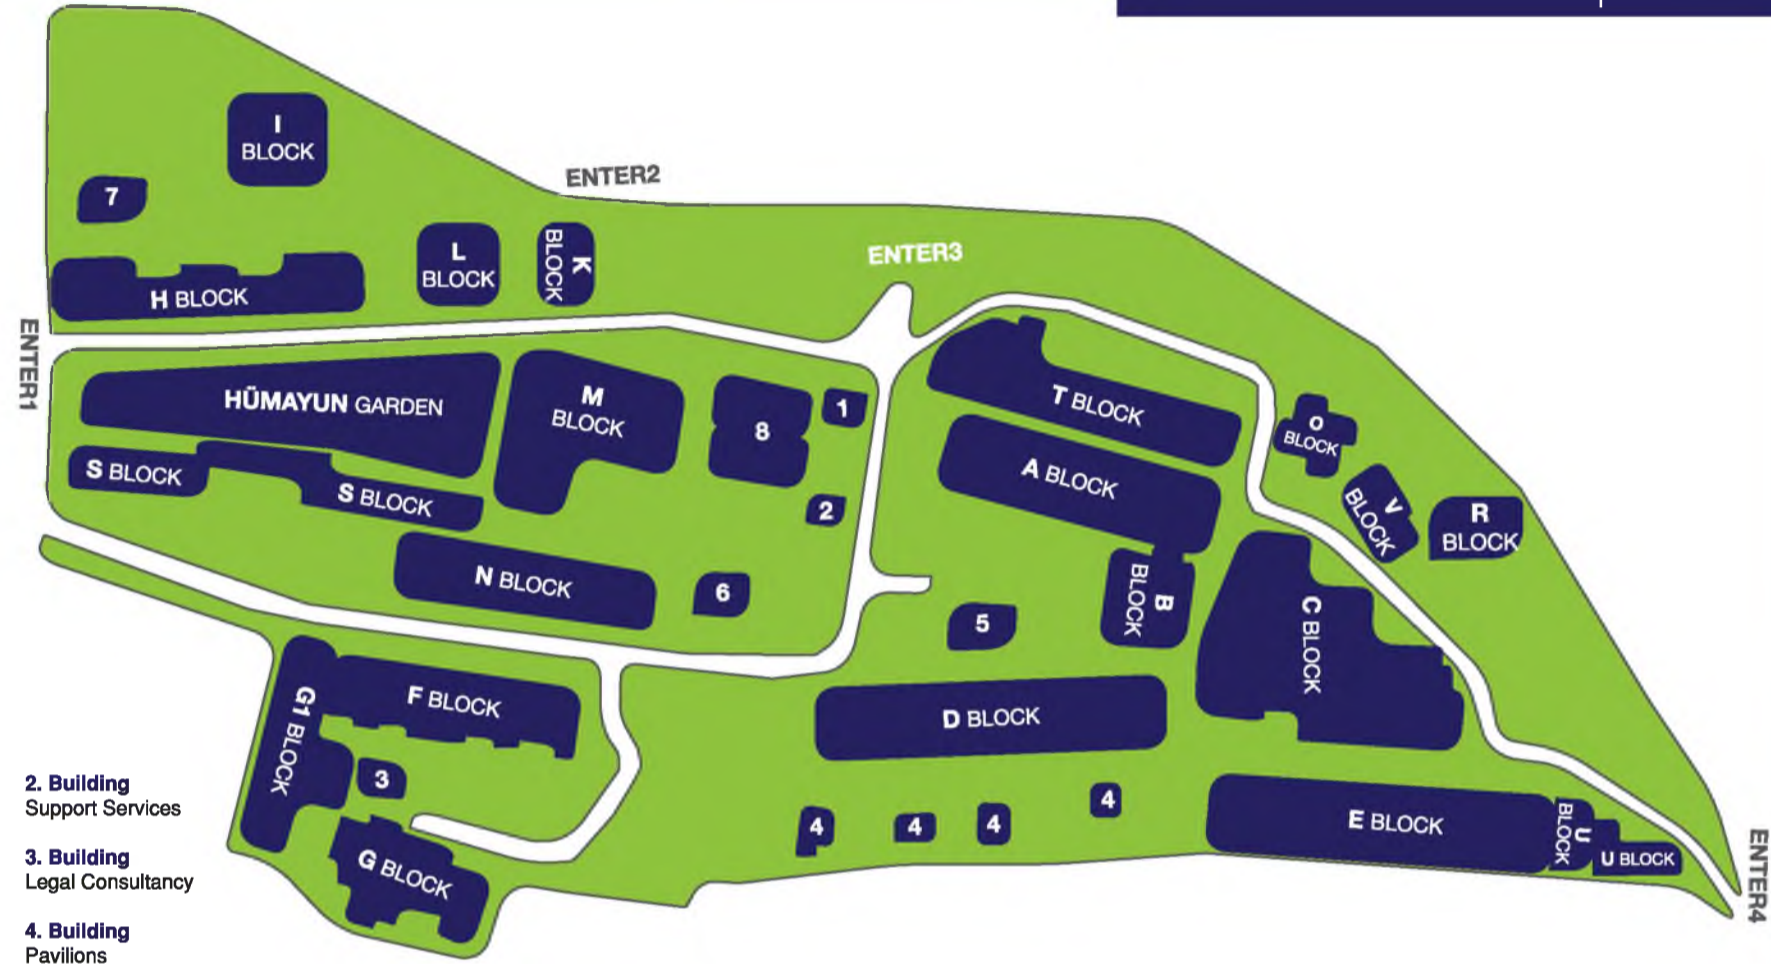 I
BLOCK
ENTER2
7
L
BLOCK
K
BLOCK
ENTER3
H BLOCK
ENTER1
HÜMAYUN GARDEN
M
BLOCK
8
1
T BLOCK
O
BLOCK
S BLOCK
S BLOCK
2
A BLOCK
V
BLOCK
R
BLOCK
N BLOCK
6
5
B
BLOCK
C BLOCK
G1 BLOCK
F BLOCK
D BLOCK
3
4
4
4
4
E BLOCK
U
BLOCK
U BLOCK
G BLOCK
ENTER4
2. Building
Support Services
3. Building
Legal Consultancy
4. Building
Pavilions